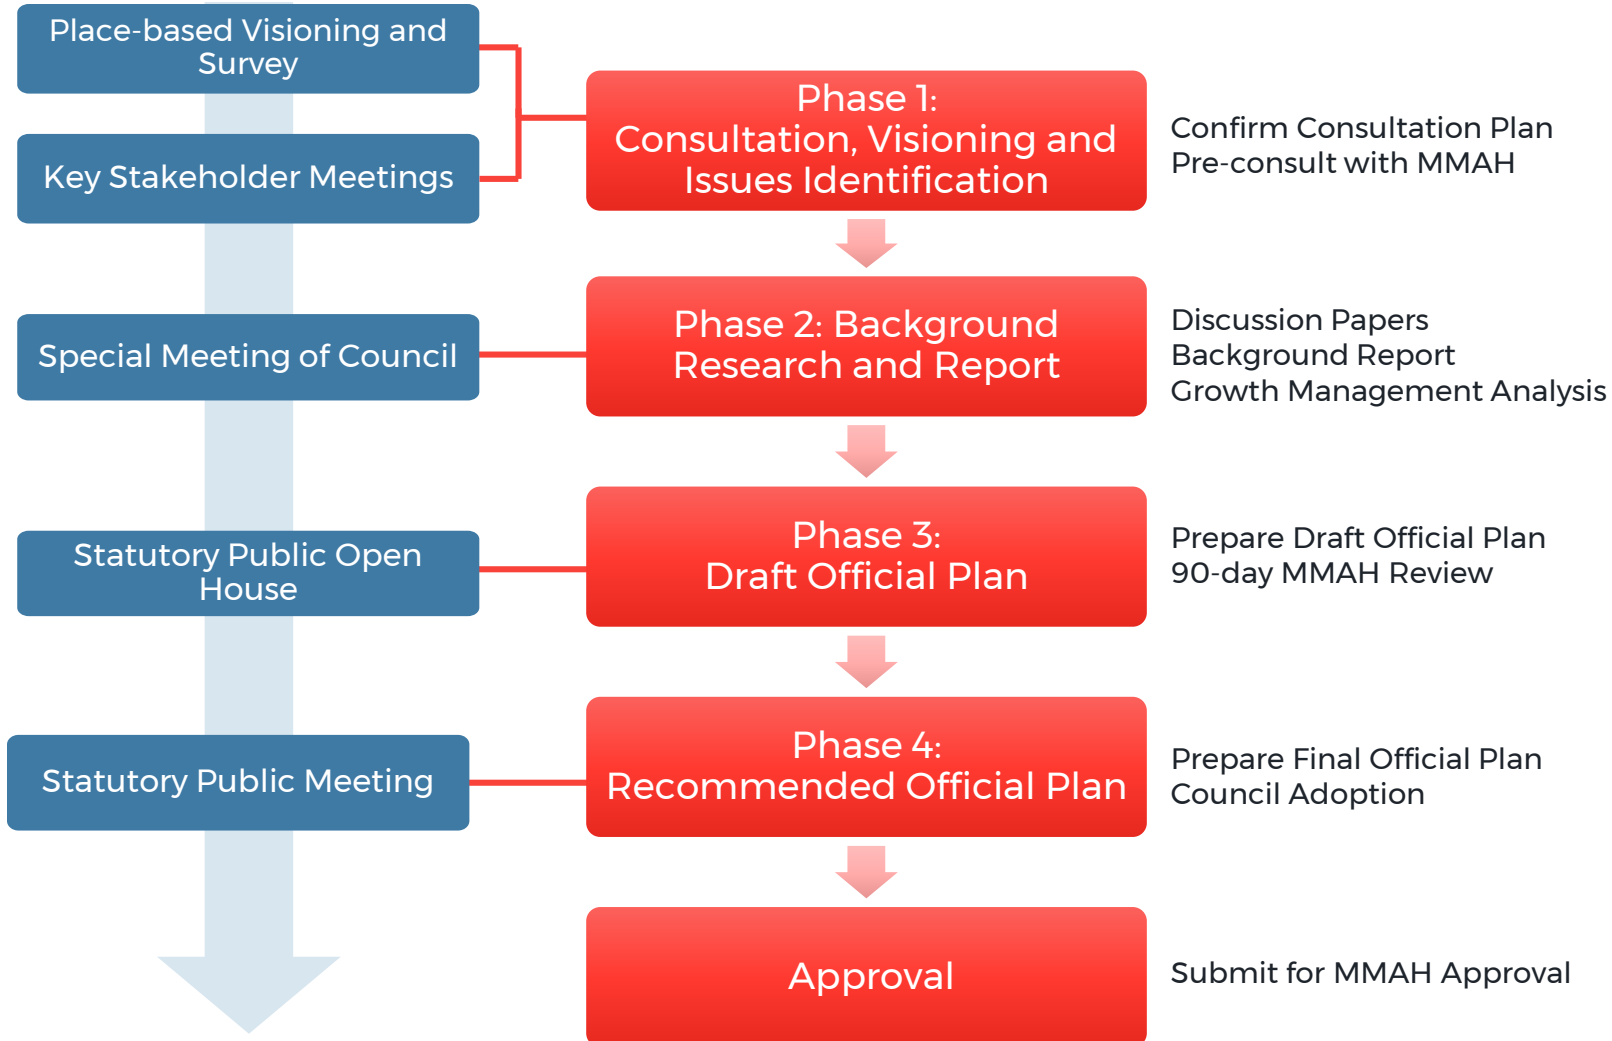 Place-based Visioning and
Survey
Key Stakeholder Meetings
Phase 1:
Consultation, Visioning and
Issues Identification
Confirm Consultation Plan
Pre-consult with MMAH
Special Meeting of Council
Phase 2: Background
Research and Report
Discussion Papers
Background Report
Growth Management Analysis
Statutory Public Open
House
Phase 3:
Draft Official Plan
Prepare Draft Official Plan
90-day MMAH Review
Statutory Public Meeting
Phase 4:
Recommended Official Plan
Prepare Final Official Plan
Council Adoption
Approval
Submit for MMAH Approval